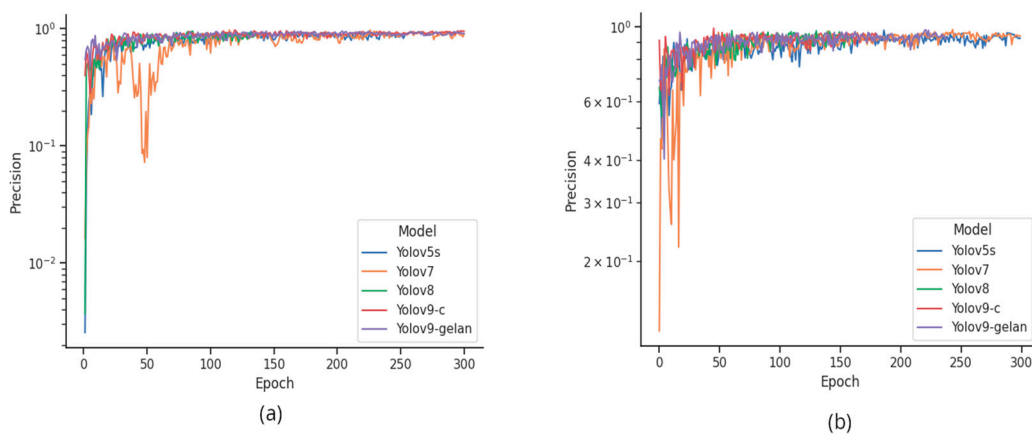 10⁰
10⁻¹
10⁻²
Precision
0
50
100
150
200
250
300
Epoch
Model
Yolov5s
Yolov7
Yolov8
Yolov9-c
Yolov9-gelan
(a)
10⁰
6 × 10⁻¹
4 × 10⁻¹
3 × 10⁻¹
2 × 10⁻¹
Precision
0
50
100
150
200
250
300
Epoch
Model
Yolov5s
Yolov7
Yolov8
Yolov9-c
Yolov9-gelan
(b)